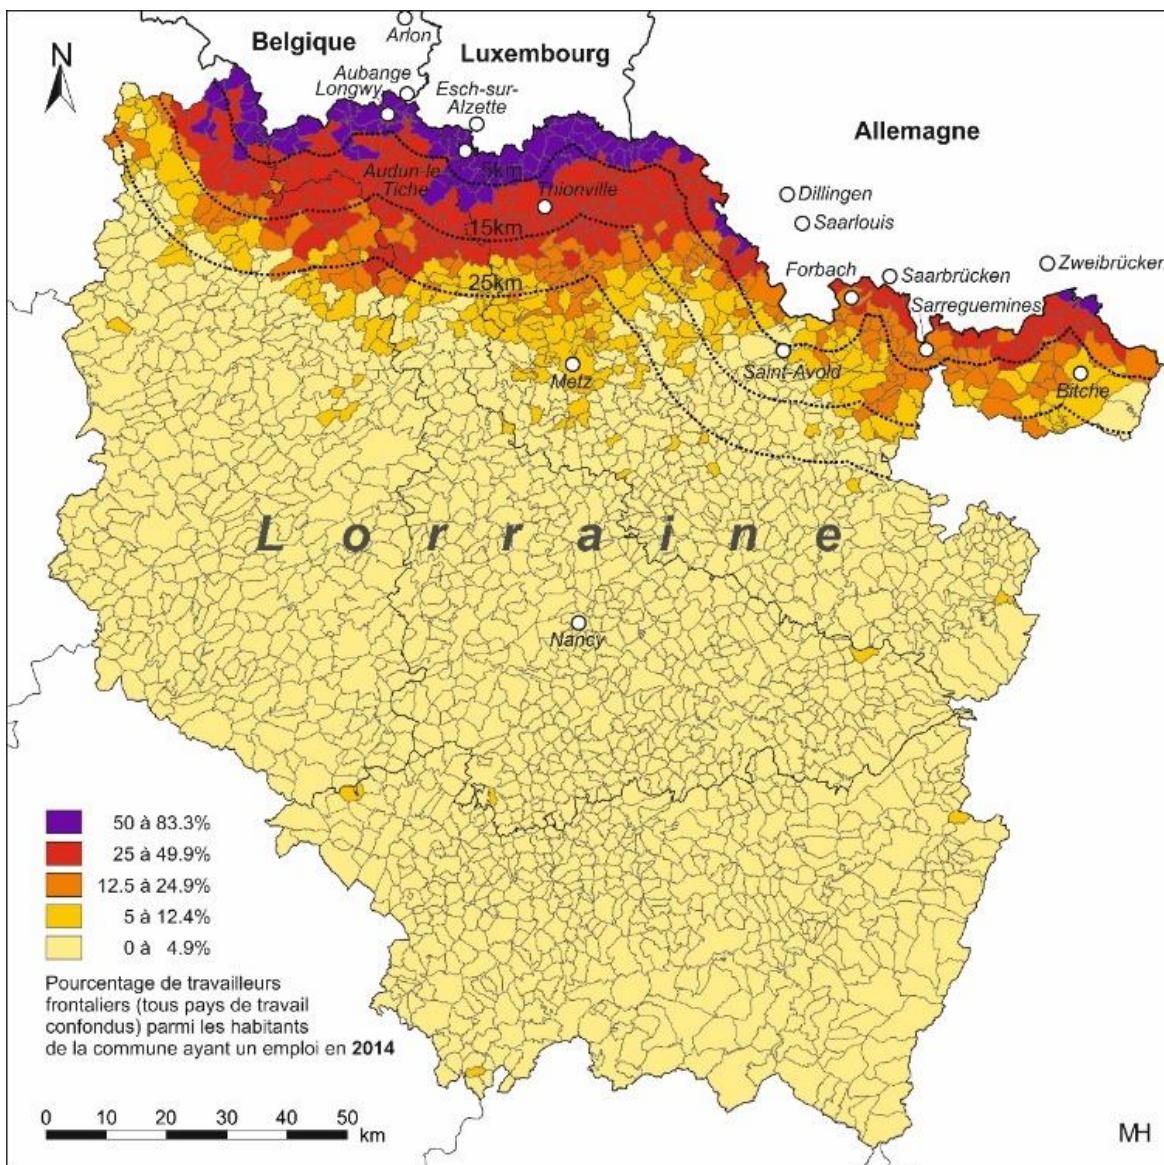 N
Belgique
Arlon
Luxembourg
Aubange
Longwy
Esch-sur-
Alzette
Allemagne
Audun-le
Tiche
5km
Thionville
Dillingen
15km
Saarlouis
25km
Forbach
Saarbrücken
Zweibrücken
Sarreguemines
Metz
Saint-Avold
Bitche
Lorraine
Nancy
50 à 83.3%
25 à 49.9%
12.5 à 24.9%
5 à 12.4%
0 à 4.9%
Pourcentage de travailleurs
frontaliers (tous pays de travail
confondus) parmi les habitants
de la commune ayant un emploi en 2014
0 10 20 30 40 50
km
MH